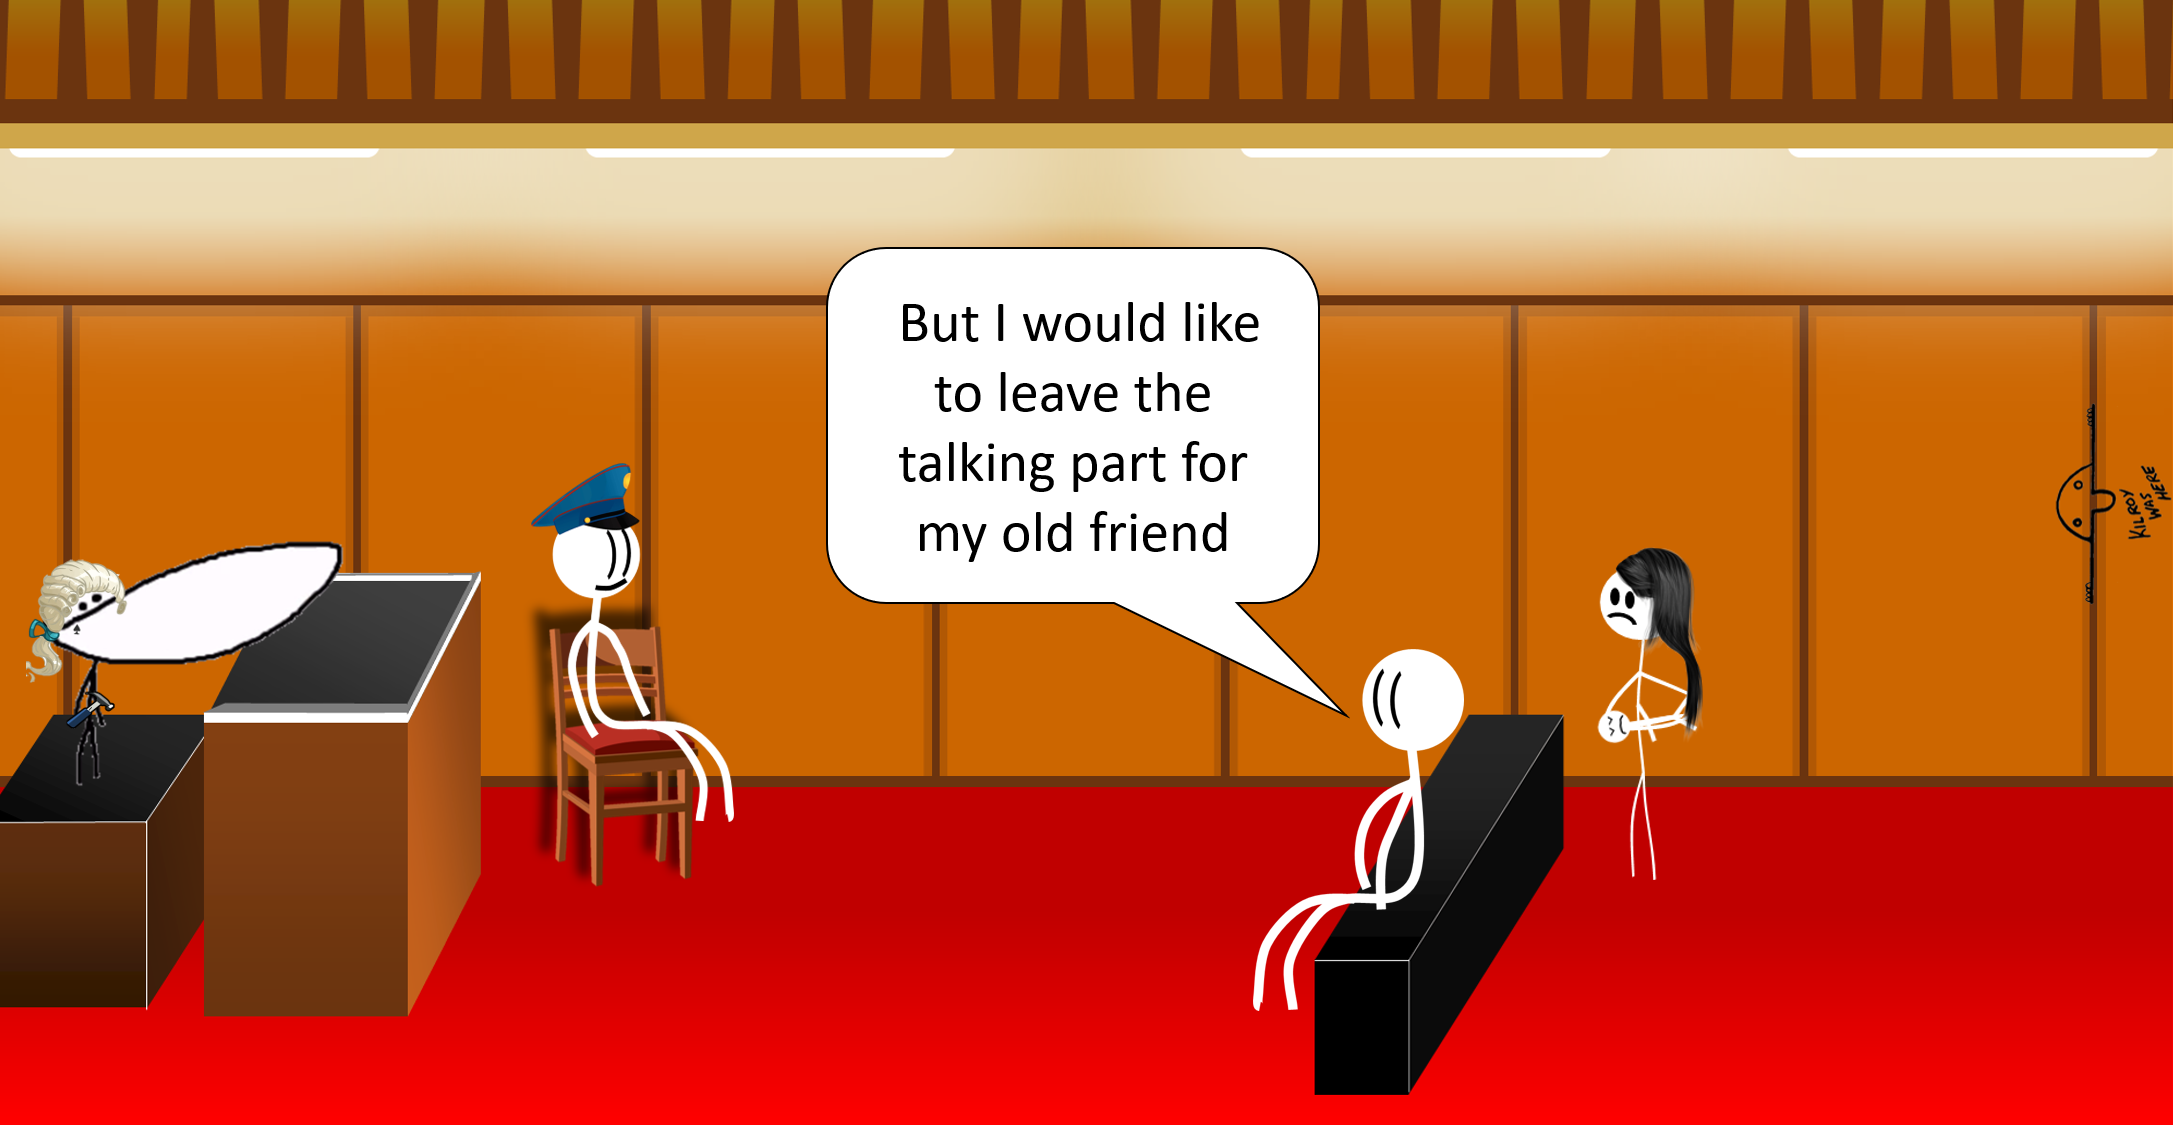 But I would like
to leave the
talking part for
my old friend
KILROY
WAS
HERE